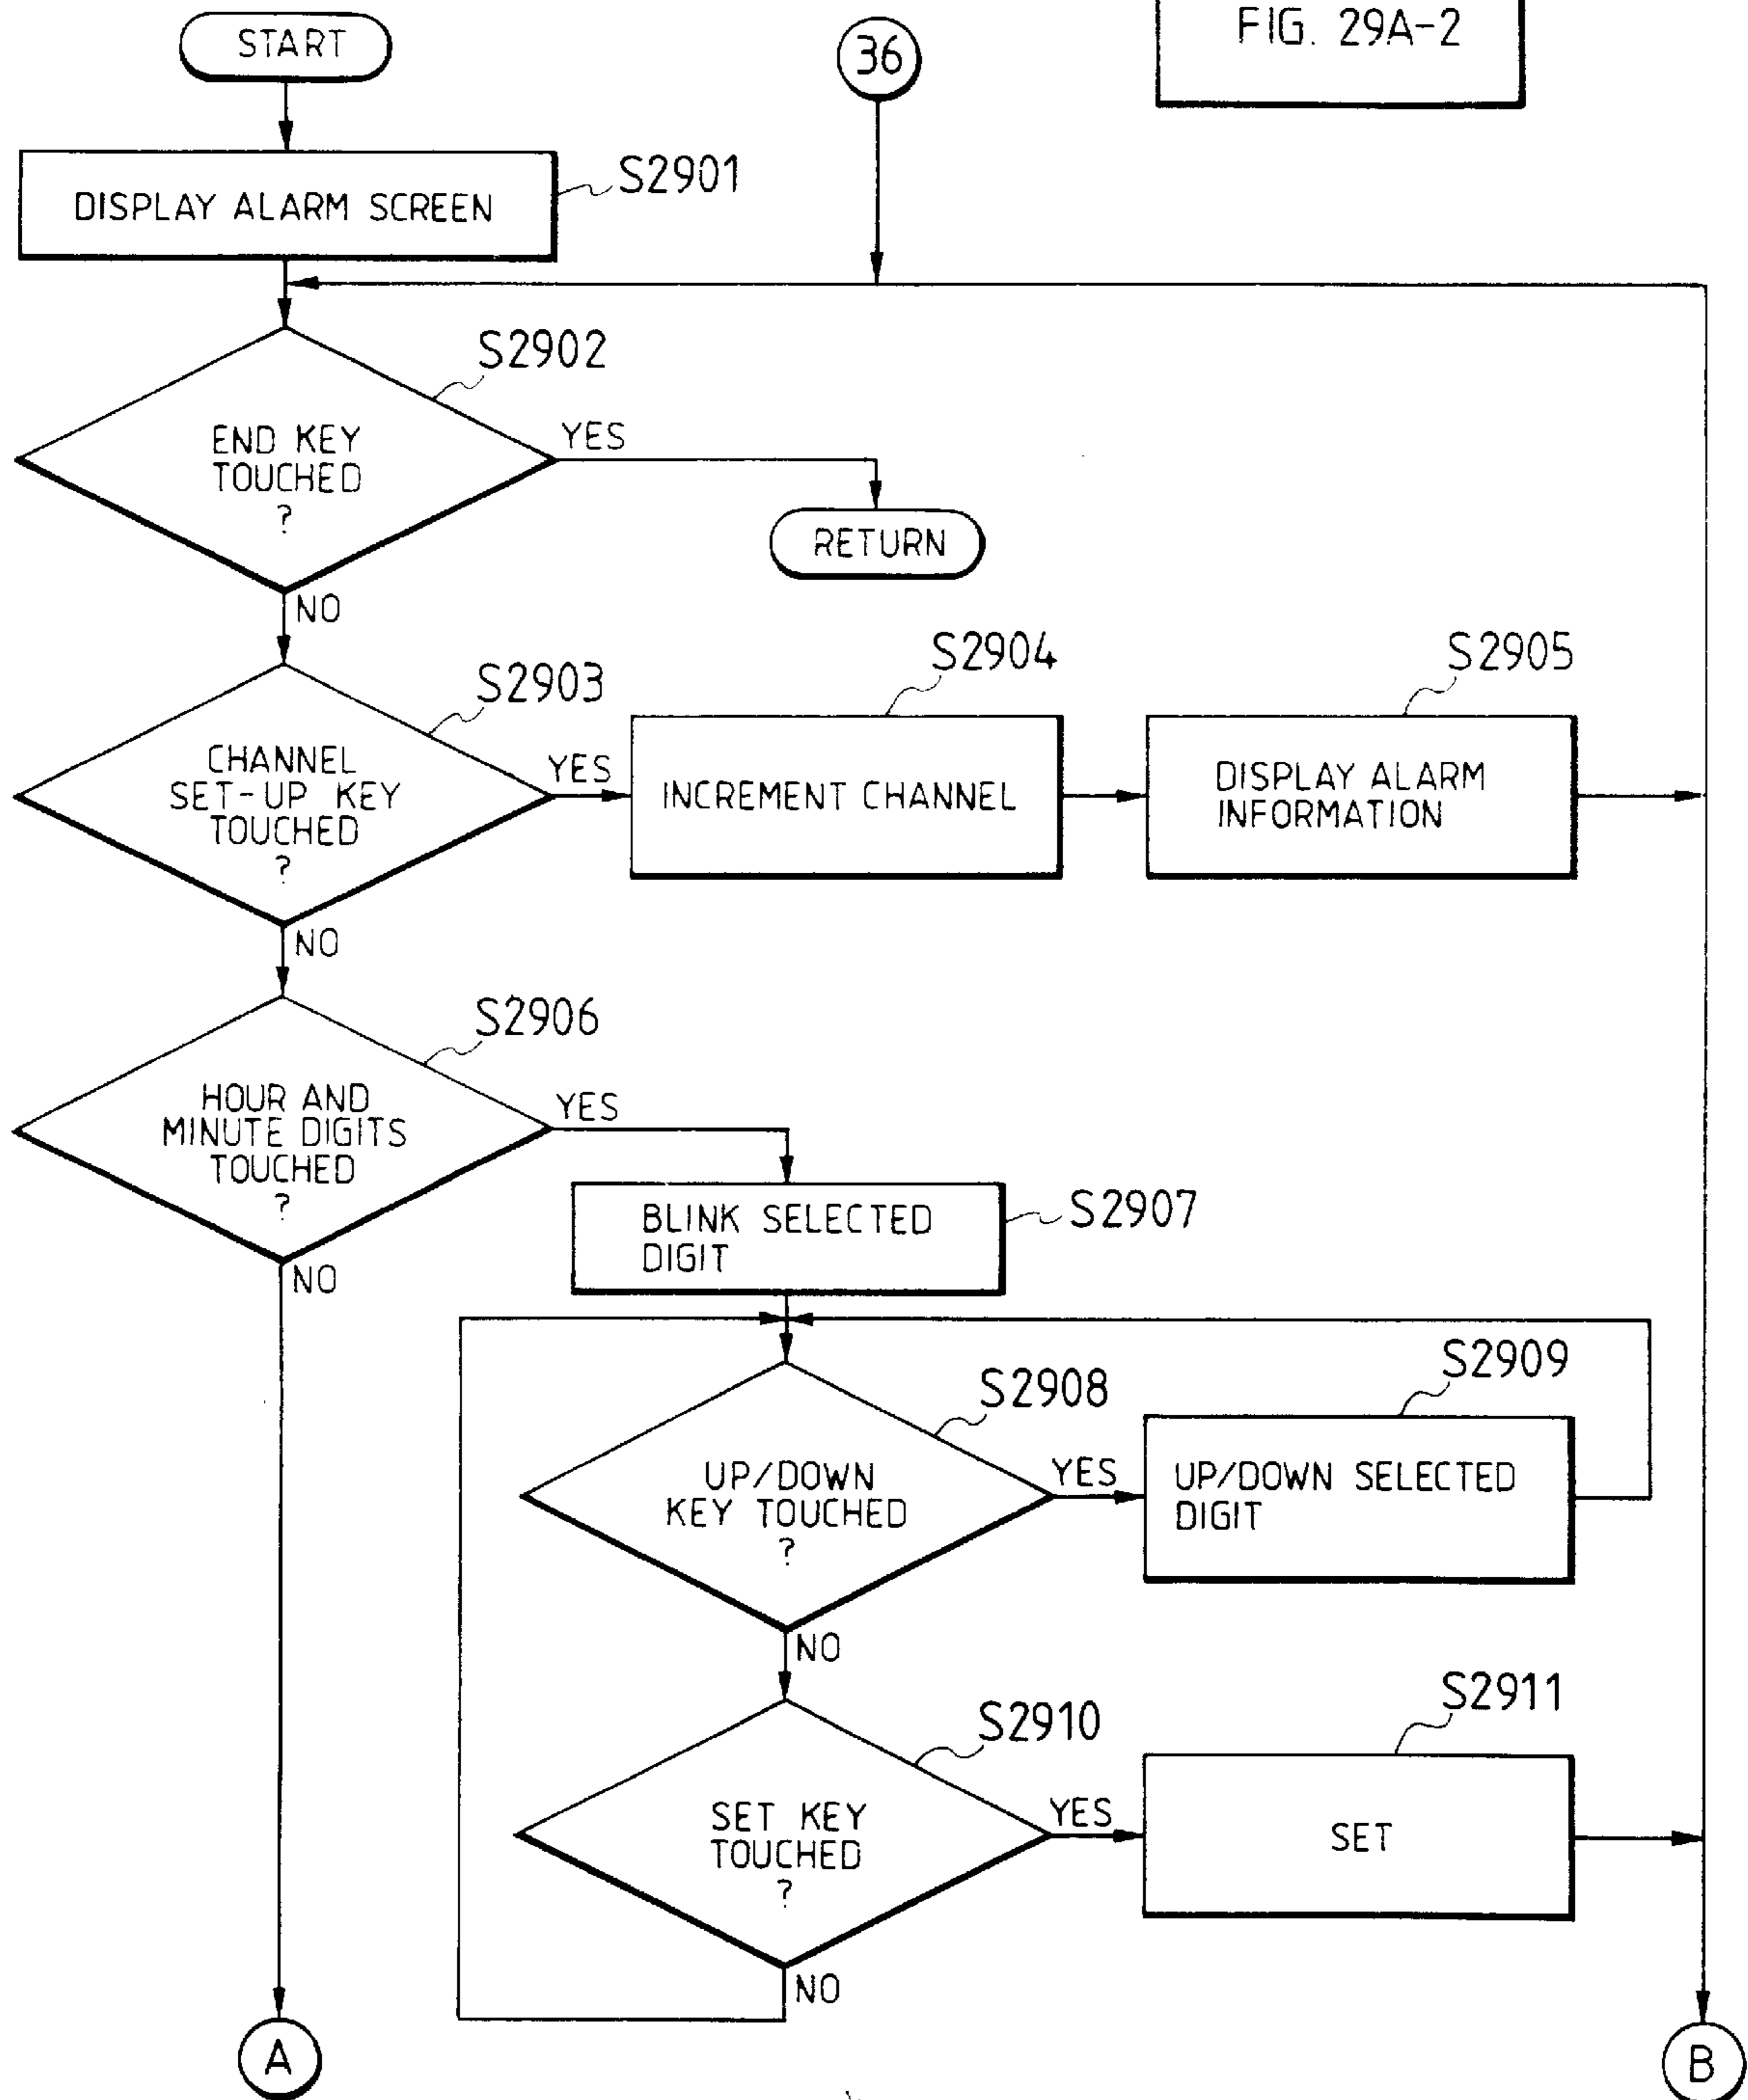 FIG. 29A-2
START
36
DISPLAY ALARM SCREEN
S2901
S2902
END KEY
TOUCHED
?
YES
RETURN
NO
S2903
S2904
S2905
CHANNEL
SET-UP KEY
TOUCHED
?
YES
INCREMENT CHANNEL
DISPLAY ALARM
INFORMATION
NO
S2906
HOUR AND
MINUTE DIGITS
TOUCHED
?
YES
BLINK SELECTED
DIGIT
S2907
NO
S2908
S2909
UP/DOWN
KEY TOUCHED
?
YES
UP/DOWN SELECTED
DIGIT
NO
S2910
S2911
SET KEY
TOUCHED
?
YES
SET
NO
A
B